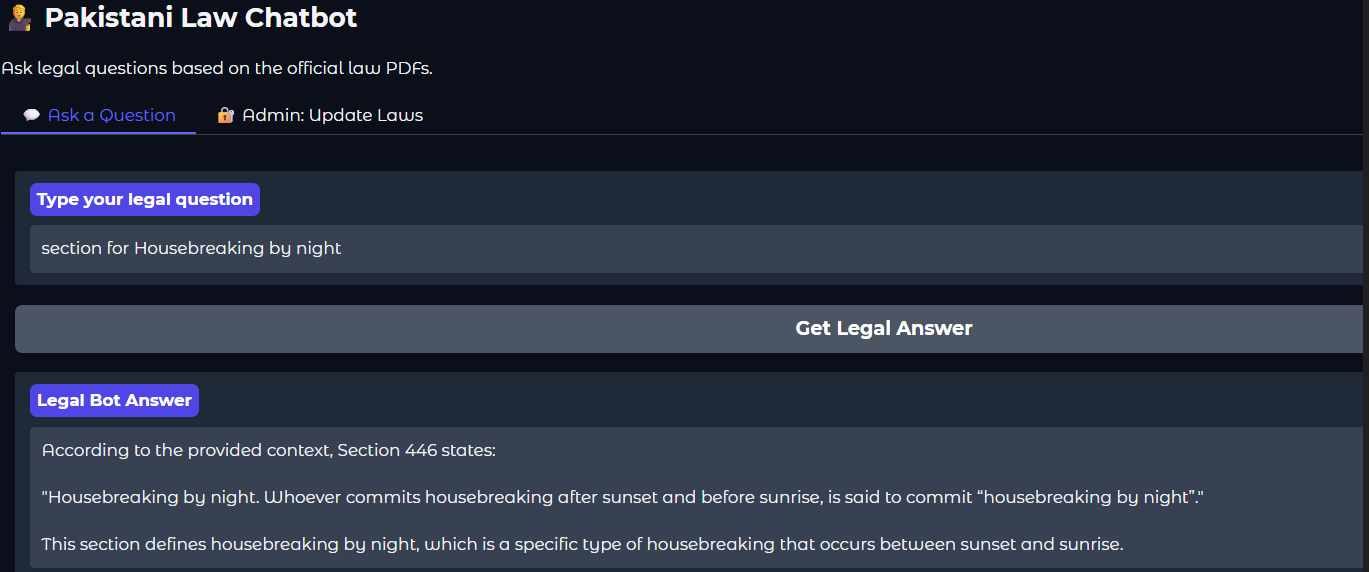 Pakistani Law Chatbot
Ask legal questions based on the official law PDFs.
Ask a Question
Admin: Update Laws
Type your legal question
section for Housebreaking by night
Get Legal Answer
Legal Bot Answer
According to the provided context, Section 446 states:
"Housebreaking by night. Whoever commits housebreaking after sunset and before sunrise, is said to commit “housebreaking by night”."
This section defines housebreaking by night, which is a specific type of housebreaking that occurs between sunset and sunrise.